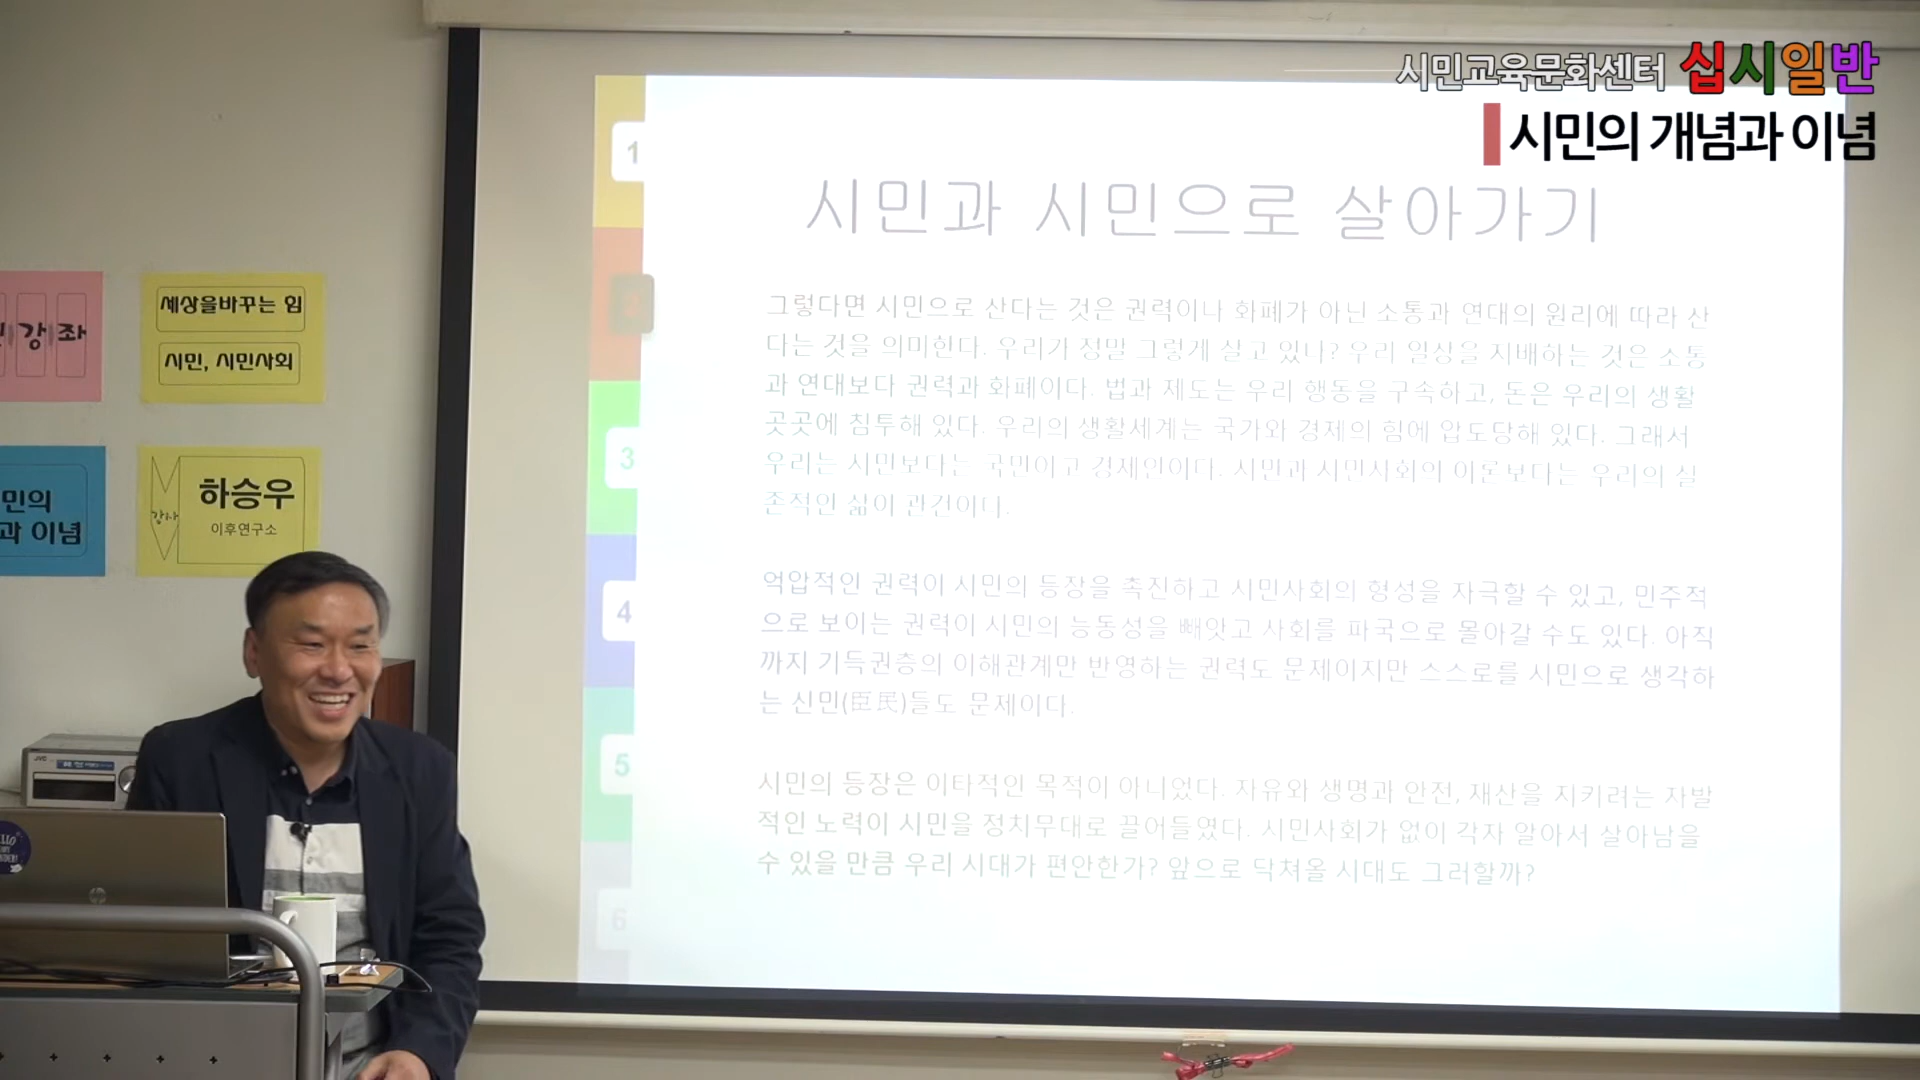 시민교육문화센터 십시일반
시민의 개념과 이념
시민과 시민으로 살아가기
그렇다면 시민으로 산다는 것은 권력이나 화폐가 아닌 소통과 연대의 원리에 따라 산
다는 것을 의미한다. 우리가 정말 그렇게 살고 있나? 우리 일상을 지배하는 것은 소통
과 연대보다 권력과 화폐이다. 법과 제도는 우리 행동을 구속하고, 돈은 우리의 생활
곳곳에 침투해 있다. 우리의 생활세계는 국가와 경제의 힘에 압도당해 있다. 그래서
우리는 시민보다는 국민이고 경제인이다. 시민과 시민사회의 이론보다는 우리의 실
존적인 삶이 관건이다.
억압적인 권력이 시민의 등장을 촉진하고 시민사회의 형성을 자극할 수 있고, 민주적
으로 보이는 권력이 시민의 능동성을 빼앗고 사회를 파국으로 몰아갈 수도 있다. 아직
까지 기득권층의 이해관계만 반영하는 권력도 문제이지만 스스로를 시민으로 생각하
는 신민(臣民)들도 문제이다.
시민의 등장은 이타적인 목적이 아니었다. 자유와 생명과 안전, 재산을 지키려는 자발
적인 노력이 시민을 정치무대로 끌어들였다. 시민사회가 없이 각자 알아서 살아남을
수 있을 만큼 우리 시대가 편안한가? 앞으로 닥쳐올 시대도 그러할까?
1
3
4
5
6
강좌
세상을바꾸는 힘
시민, 시민사회
민의
과 이념
강사
하승우
이후연구소
JVC